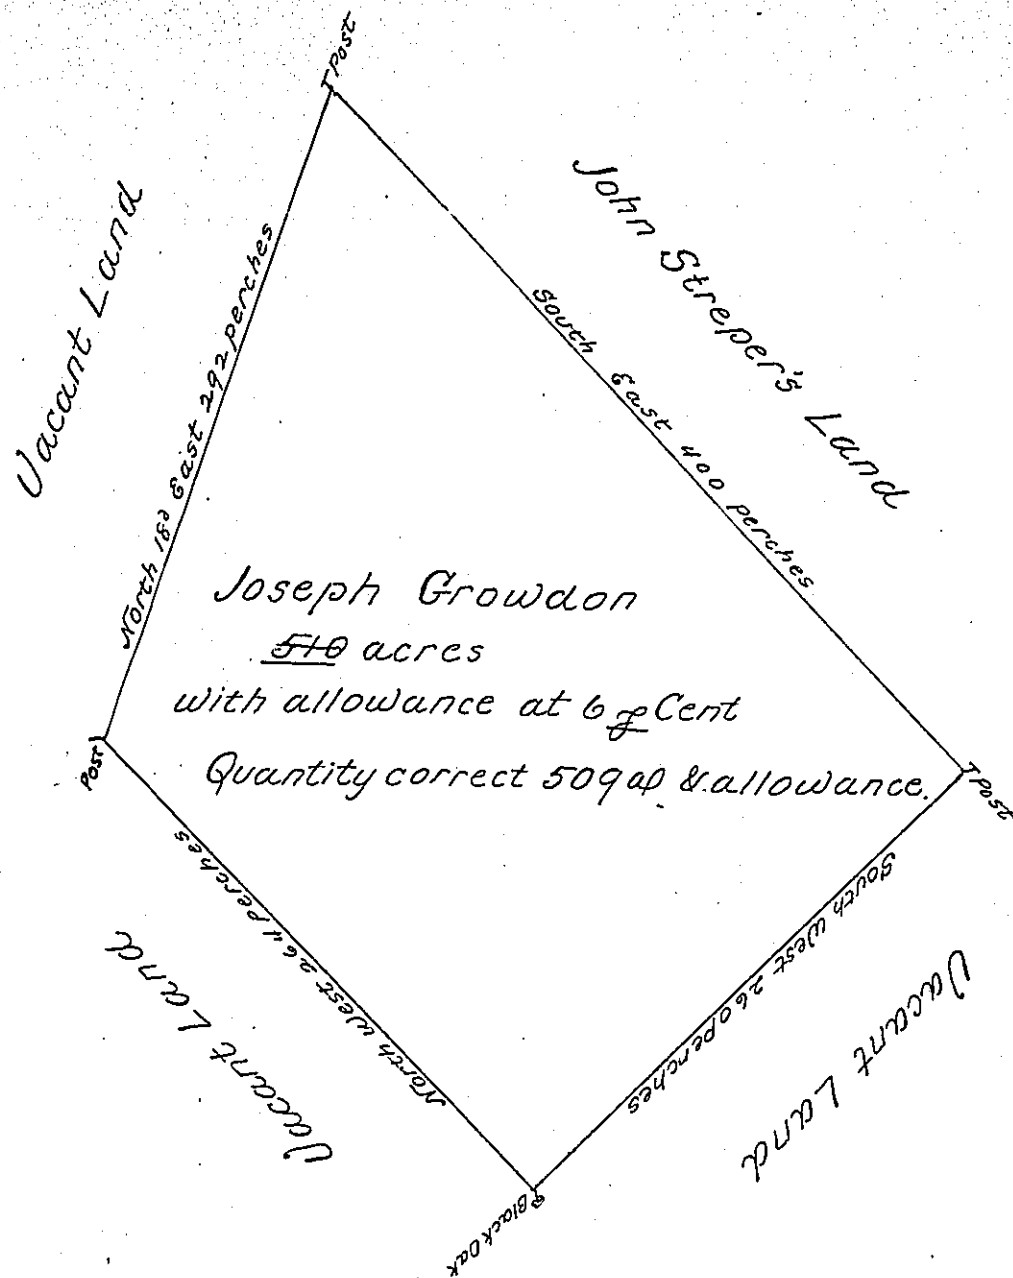 Post
Vacant Land
John Streper's Land
North 18ᵈ East 292 perches
South East 400 perches
Joseph Growdon
510 acres
with allowance at 6 ⅌ Cent
Quantity correct 509 & allowance.
Post
Post
North West 264 perches
South West 260 perches
Vacant Land
Vacant Land
Black Oak